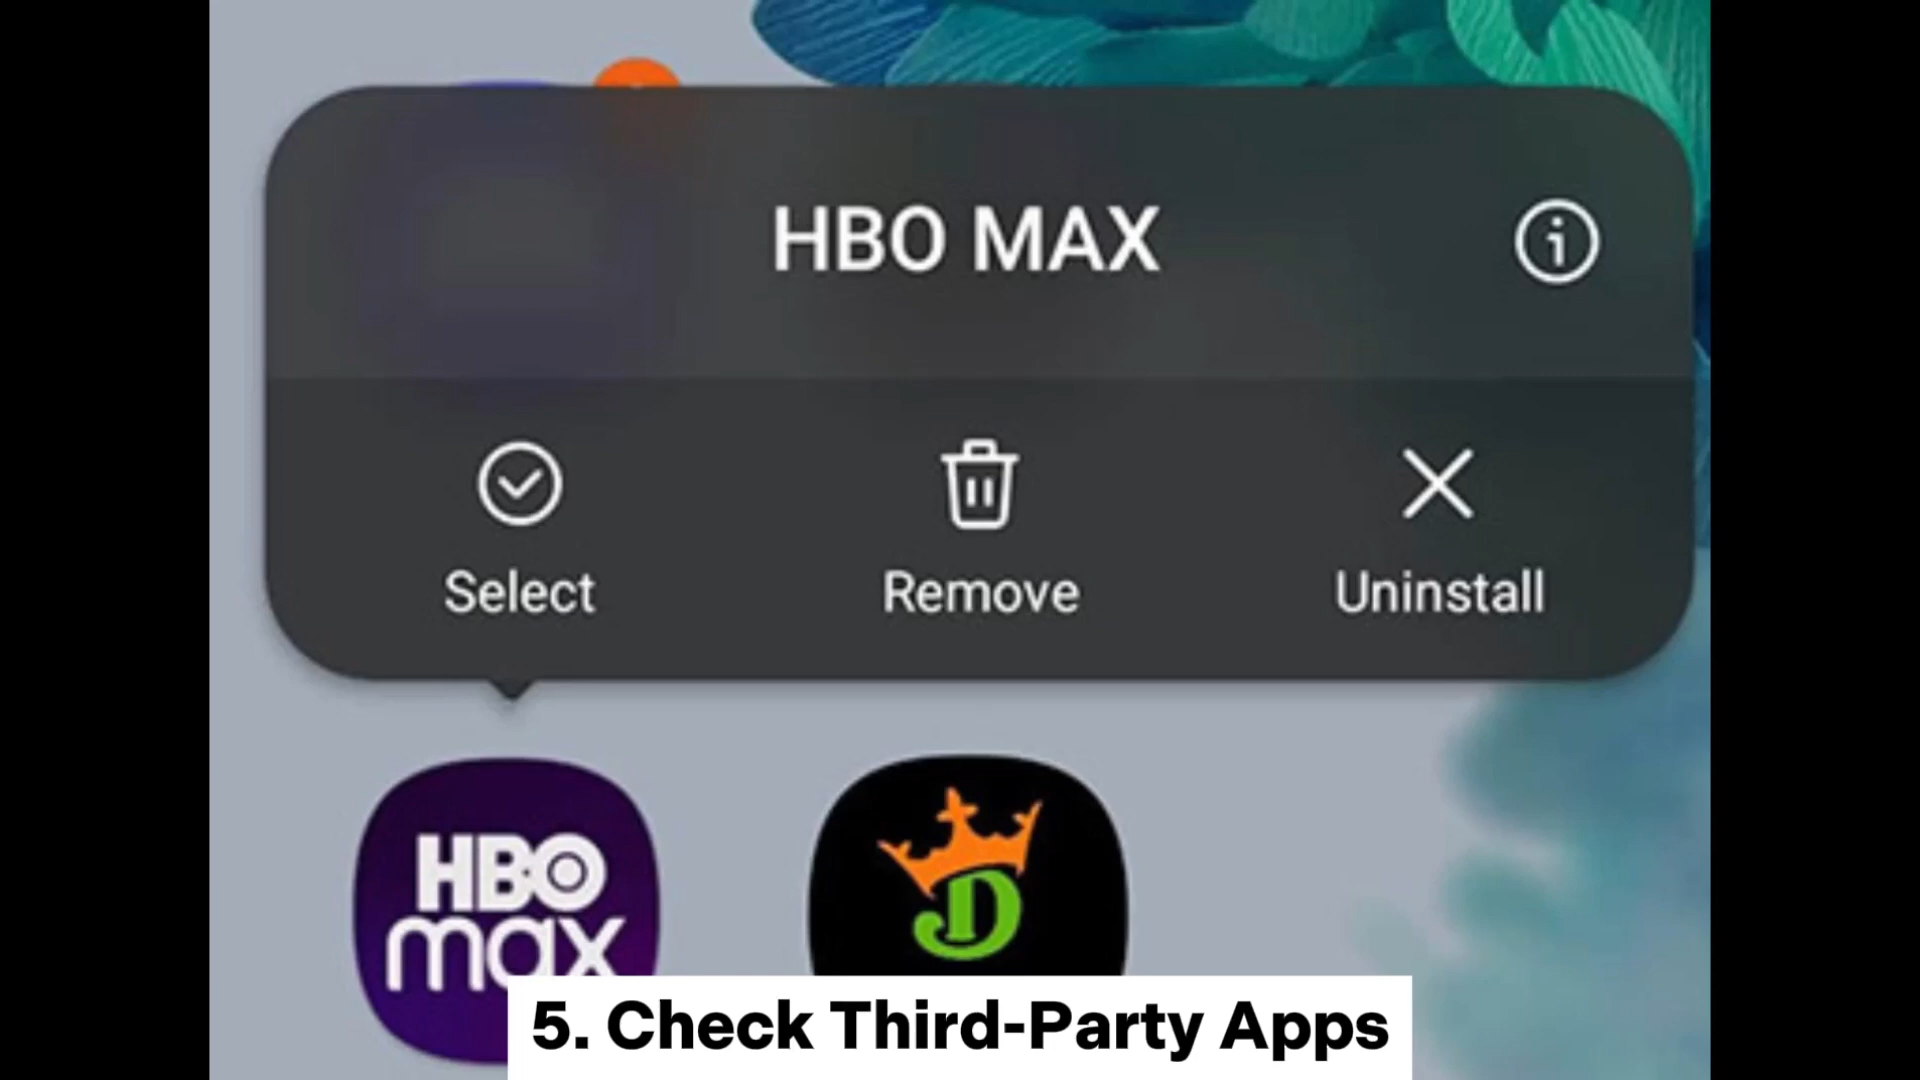 HBO MAX
Select
Remove
Uninstall
HBO
max
D
5. Check Third-Party Apps